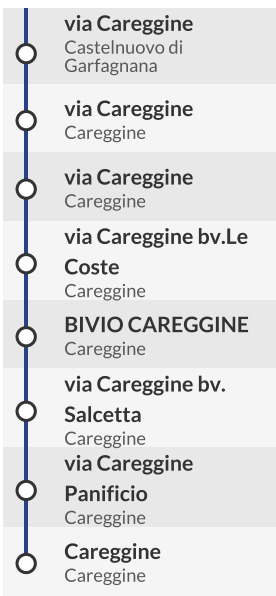 via Careggine
Castelnuovo di
Garfagnana
via Careggine
Careggine
via Careggine
Careggine
via Careggine bv.Le
Coste
Careggine
BIVIO CAREGGINE
Careggine
via Careggine bv.
Salcetta
Careggine
via Careggine
Panificio
Careggine
Careggine
Careggine